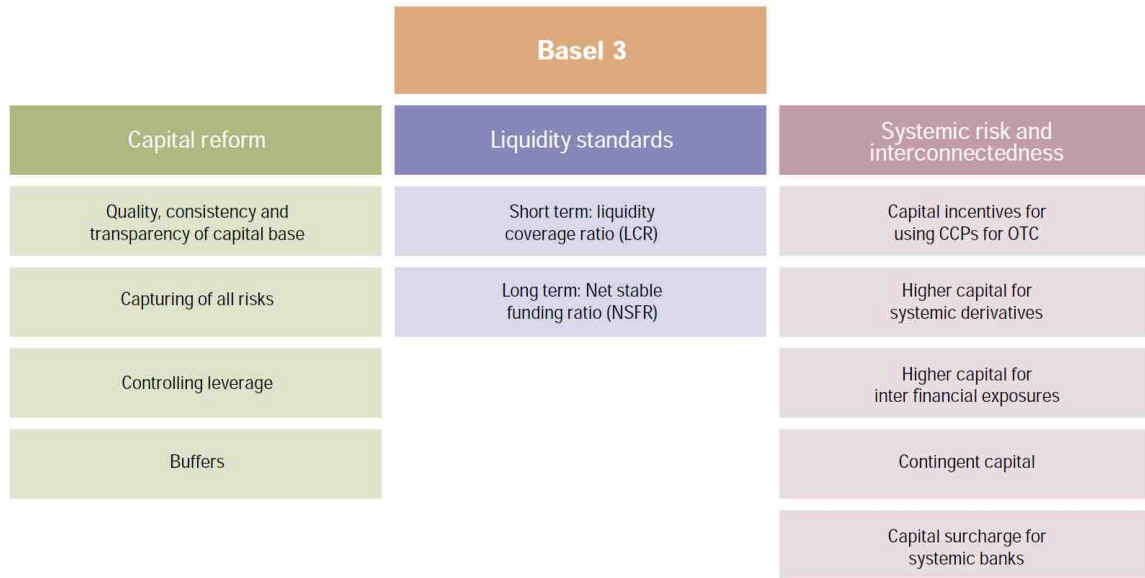 Basel 3
Capital reform
Quality, consistency and
transparency of capital base
Capturing of all risks
Controlling leverage
Buffers
Liquidity standards
Short term: liquidity
coverage ratio (LCR)
Long term: Net stable
funding ratio (NSFR)
Systemic risk and
interconnectedness
Capital incentives for
using CCPs for OTC
Higher capital for
systemic derivatives
Higher capital for
inter financial exposures
Contingent capital
Capital surcharge for
systemic banks